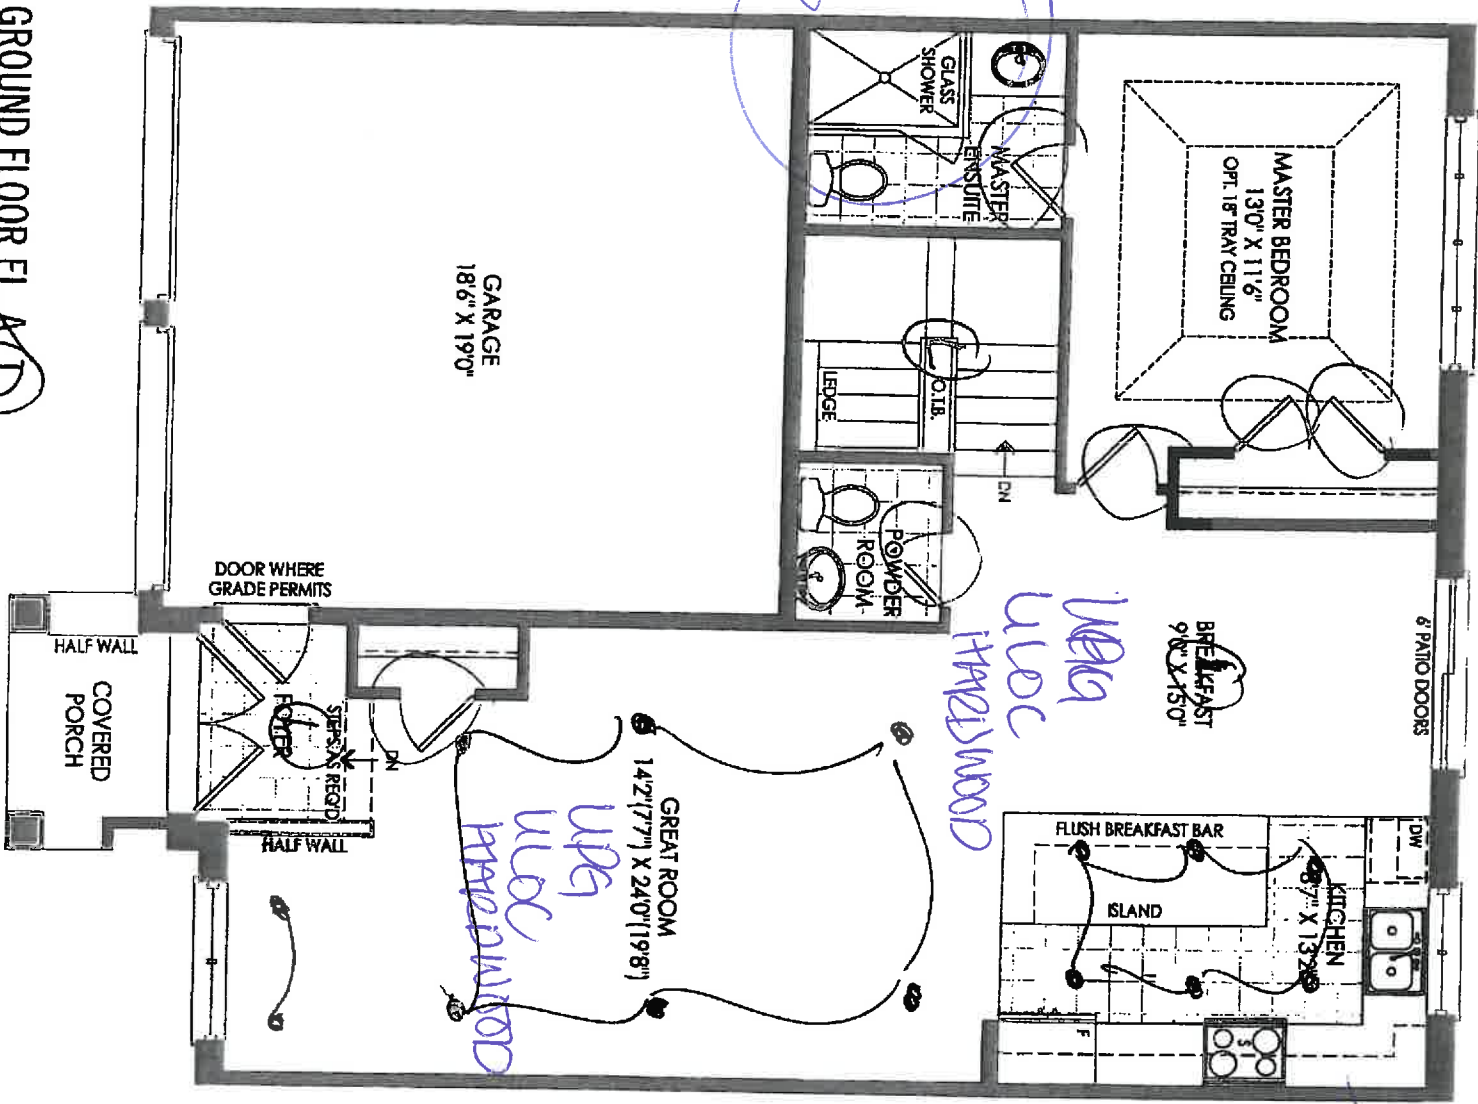 GROUND FLOOR EL. A
GLASS
SHOWER
MASTER
ENSUITE
MASTER BEDROOM
13'0" X 11'6"
OPT. 18" TRAY CEILING
GARAGE
18'6" X 19'0"
LEDGE
O.T.B.
DN
POWDER
ROOM
DOOR WHERE
GRADE PERMITS
HALF WALL
COVERED
PORCH
FOYER
STEPS AS REQ'D
DN
HALF WALL
UPG
ULOC
HARDWOOD
BREAKFAST
9'0" X 15'0"
6' PATIO DOORS
GREAT ROOM
14'2"(7'7") X 24'0"(19'8")
UPG
ULOC
HARDWOOD
FLUSH BREAKFAST BAR
ISLAND
KITCHEN
DW
F
S